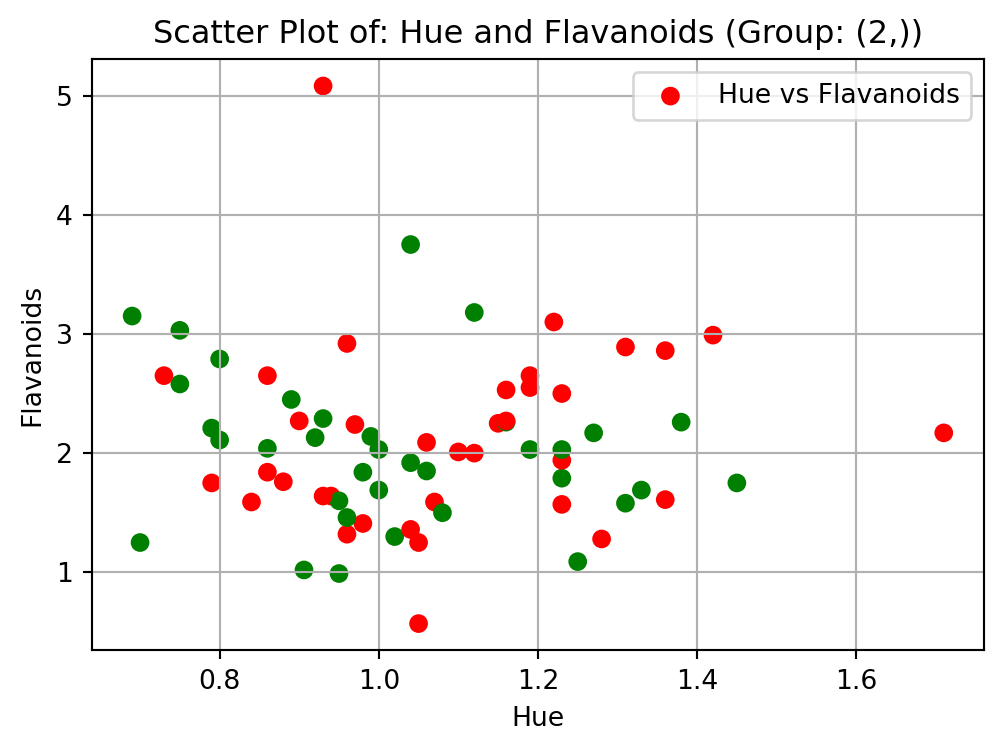 Scatter Plot of: Hue and Flavanoids (Group: (2,))
Hue vs Flavanoids
Flavanoids
5
4
3
2
1
0.8 1.0 1.2 1.4 1.6
Hue